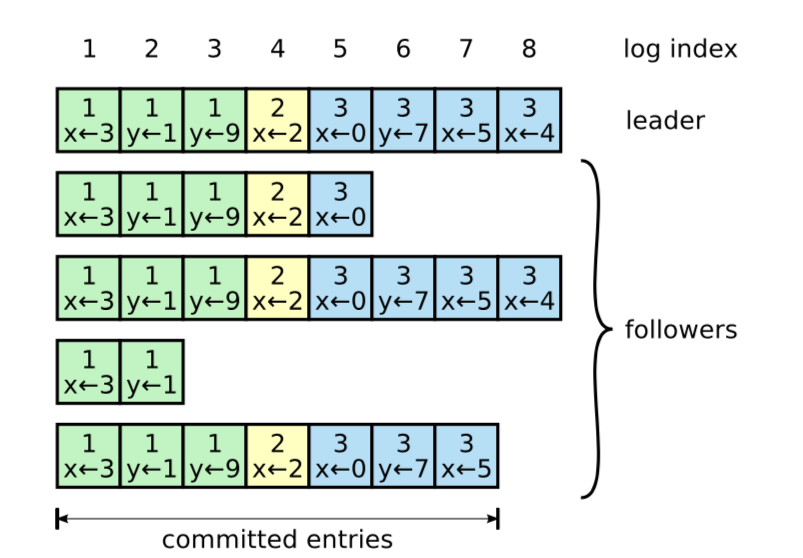 1 2 3 4 5 6 7 8 log index
1 1 1 2 3 3 3 3
x←3 y←1 y←9 x←2 x←0 y←7 x←5 x←4
leader
1 1 1 2 3
x←3 y←1 y←9 x←2 x←0
1 1 1 2 3 3 3 3
x←3 y←1 y←9 x←2 x←0 y←7 x←5 x←4
followers
1 1
x←3 y←1
1 1 1 2 3 3 3
x←3 y←1 y←9 x←2 x←0 y←7 x←5
committed entries